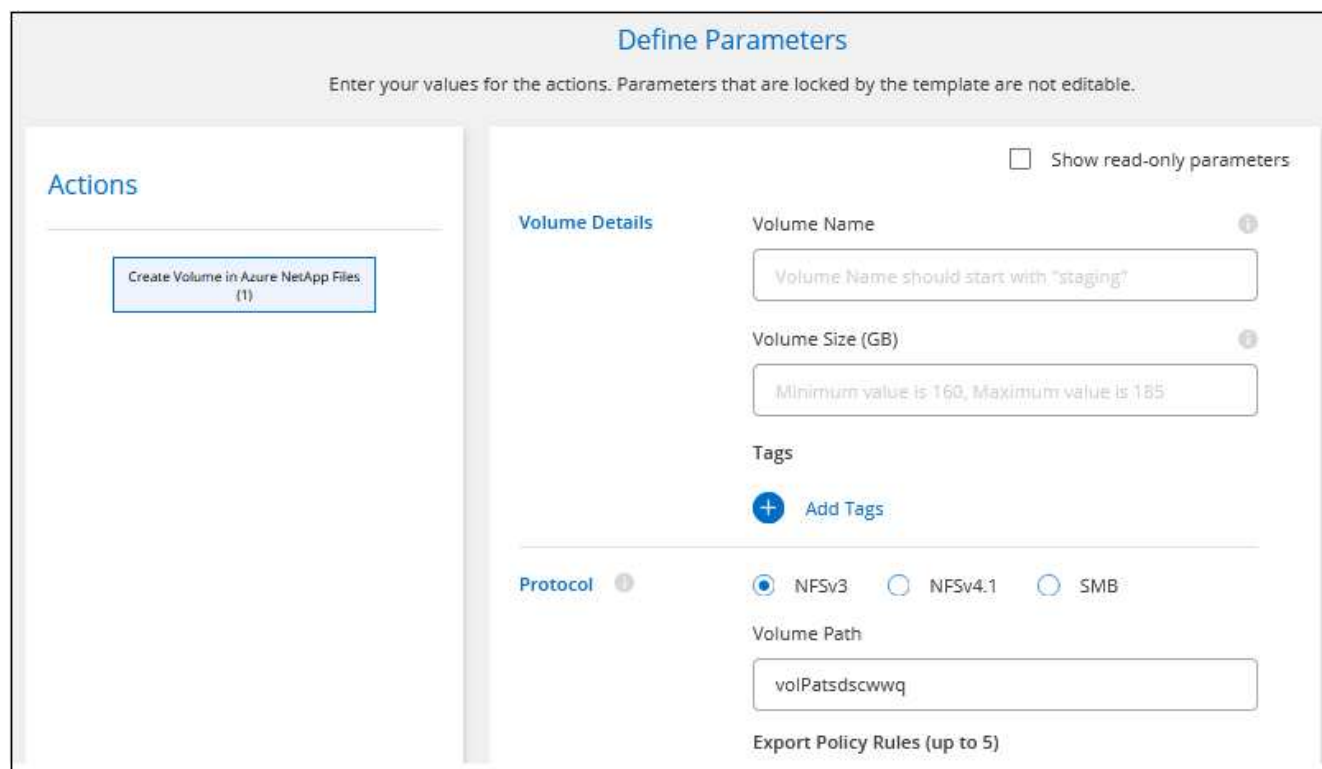 Define Parameters
Enter your values for the actions. Parameters that are locked by the template are not editable.
Actions
Create Volume in Azure NetApp Files
(1)
Show read-only parameters
Volume Details
Volume Name
Volume Name should start with "staging"
Volume Size (GB)
Minimum value is 160, Maximum value is 185
Tags
Add Tags
Protocol
NFSv3 NFSv4.1 SMB
Volume Path
volPatsdscwwq
Export Policy Rules (up to 5)